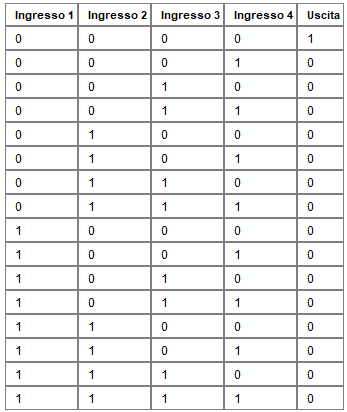 Ingresso 1 Ingresso 2 Ingresso 3 Ingresso 4 Uscita
0 0 0 0 1
0 0 0 1 0
0 0 1 0 0
0 0 1 1 0
0 1 0 0 0
0 1 0 1 0
0 1 1 0 0
0 1 1 1 0
1 0 0 0 0
1 0 0 1 0
1 0 1 0 0
1 0 1 1 0
1 1 0 0 0
1 1 0 1 0
1 1 1 0 0
1 1 1 1 0